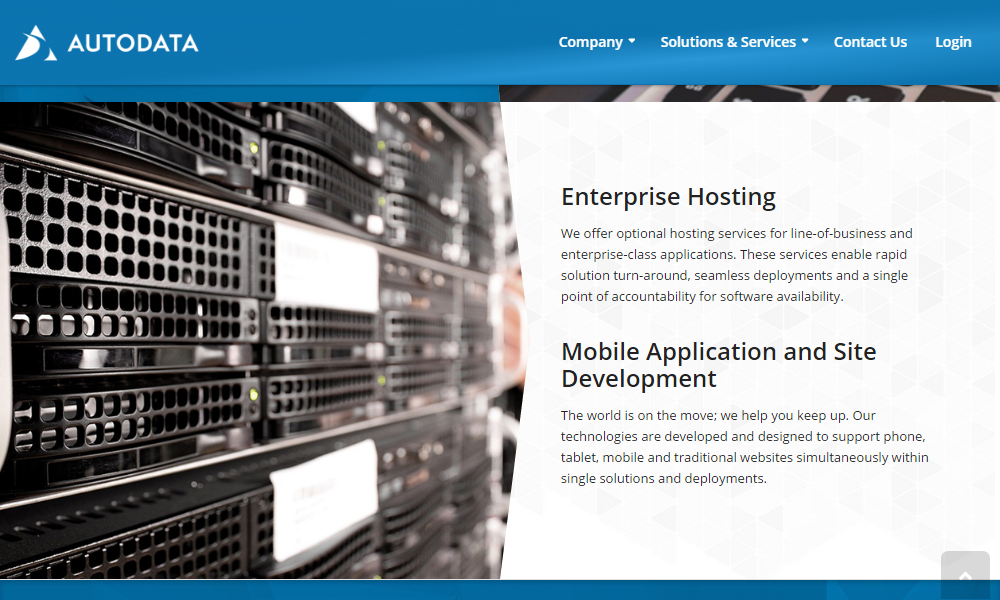 AUTODATA
Company
Solutions & Services
Contact Us
Login
Enterprise Hosting
We offer optional hosting services for line-of-business and
enterprise-class applications. These services enable rapid
solution turn-around, seamless deployments and a single
point of accountability for software availability.
Mobile Application and Site
Development
The world is on the move; we help you keep up. Our
technologies are developed and designed to support phone,
tablet, mobile and traditional websites simultaneously within
single solutions and deployments.